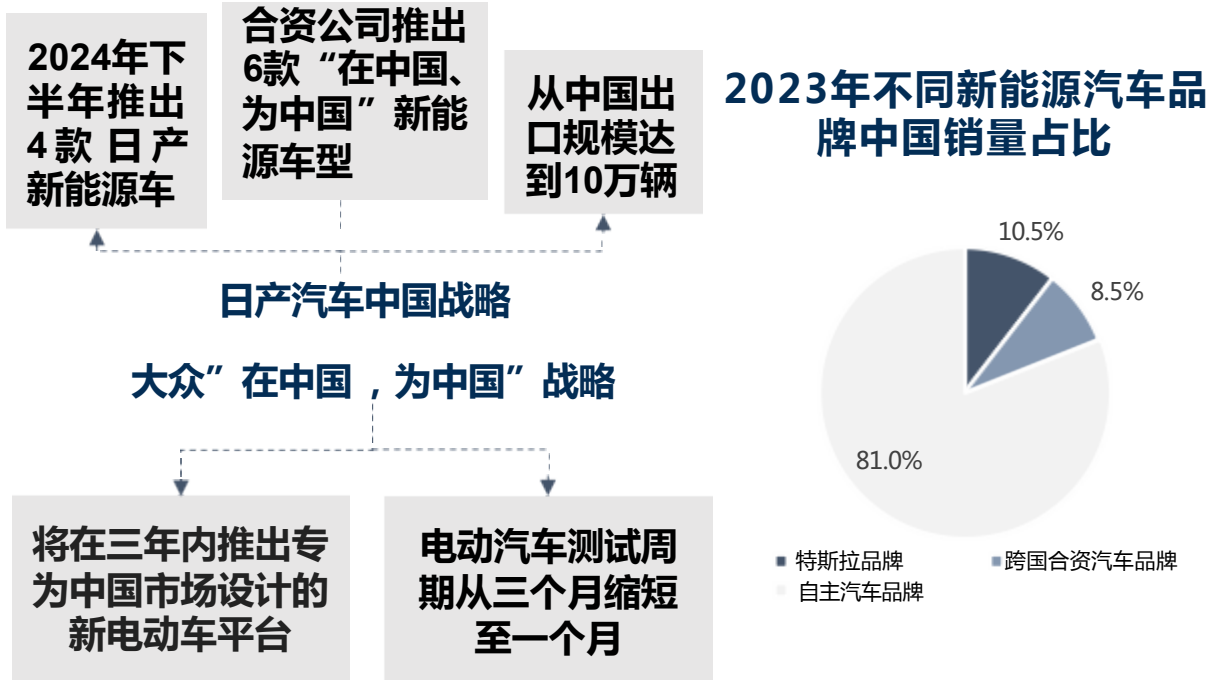 2024年下
半年推出
4款日产
新能源车
合资公司推出
6款“在中国、
为中国”新能
源车型
从中国出
口规模达
到10万辆
日产汽车中国战略
大众”在中国，为中国”战略
将在三年内推出专
为中国市场设计的
新电动车平台
电动汽车测试周
期从三个月缩短
至一个月
2023年不同新能源汽车品
牌中国销量占比
10.5%
8.5%
81.0%
特斯拉品牌
跨国合资汽车品牌
自主汽车品牌